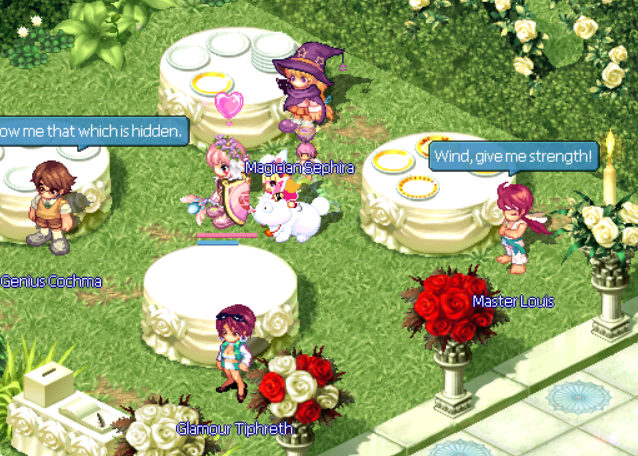 ow me that which is hidden.
Magician Sephira
Wind, give me strength!
Genius Cochma
Master Louis
Glamour Tiphreth